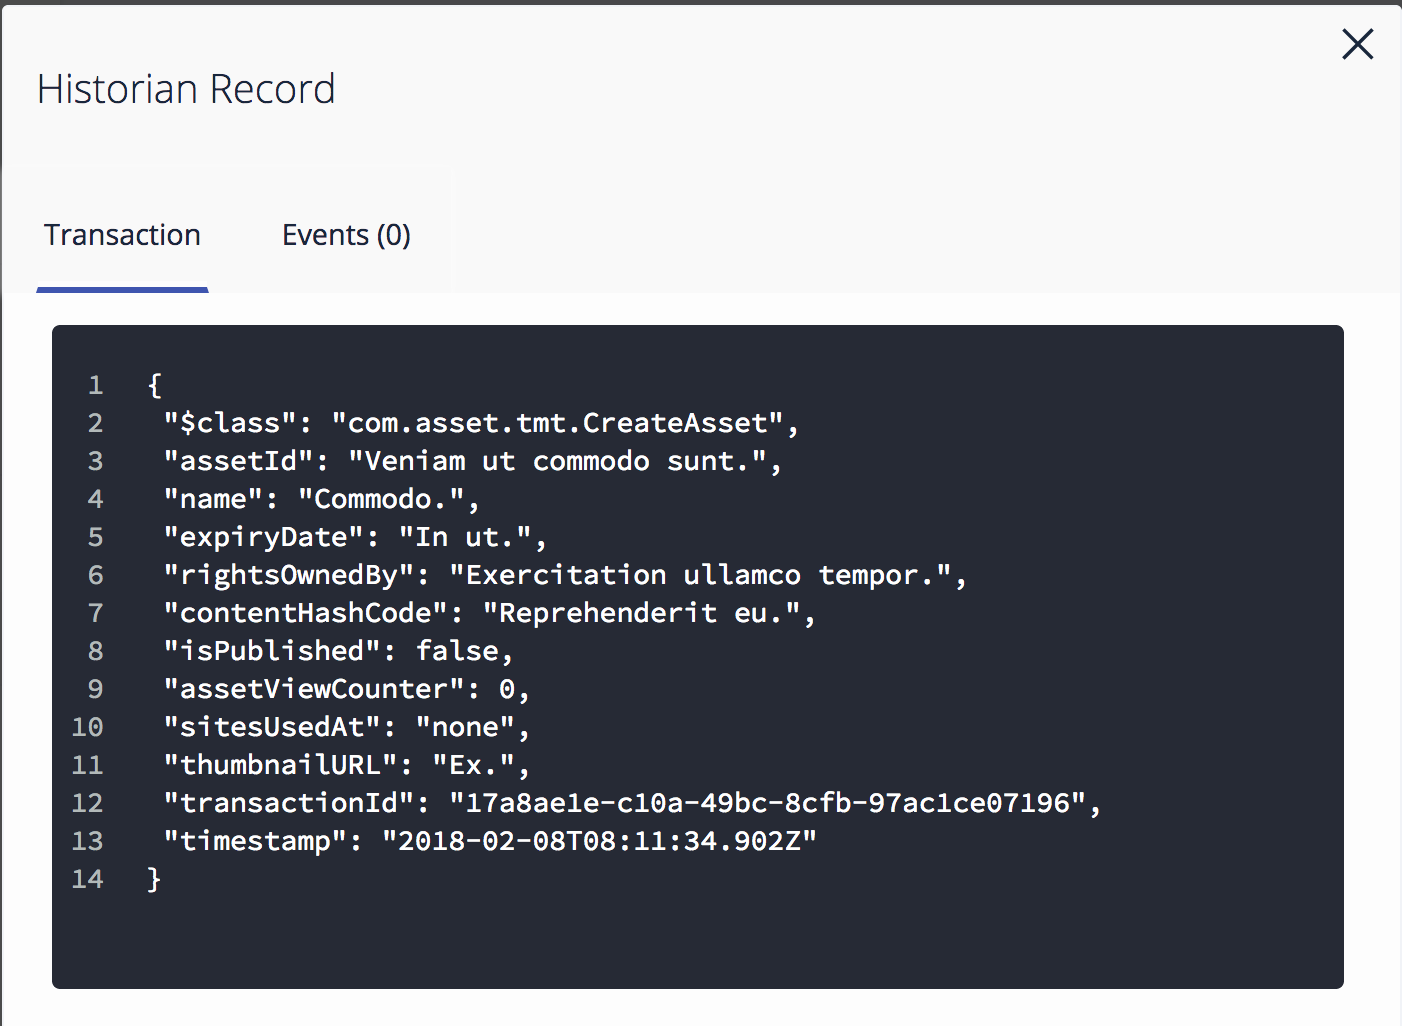 Historian Record
Transaction Events (0)
1 {
2 "$class": "com.asset.tmt.CreateAsset",
3 "assetId": "Veniam ut commodo sunt.",
4 "name": "Commodo.",
5 "expiryDate": "In ut.",
6 "rightsOwnedBy": "Exercitation ullamco tempor.",
7 "contentHashCode": "Reprehenderit eu.",
8 "isPublished": false,
9 "assetViewCounter": 0,
10 "sitesUsedAt": "none",
11 "thumbnailURL": "Ex.",
12 "transactionId": "17a8ae1e-c10a-49bc-8cfb-97ac1ce07196",
13 "timestamp": "2018-02-08T08:11:34.902Z"
14 }